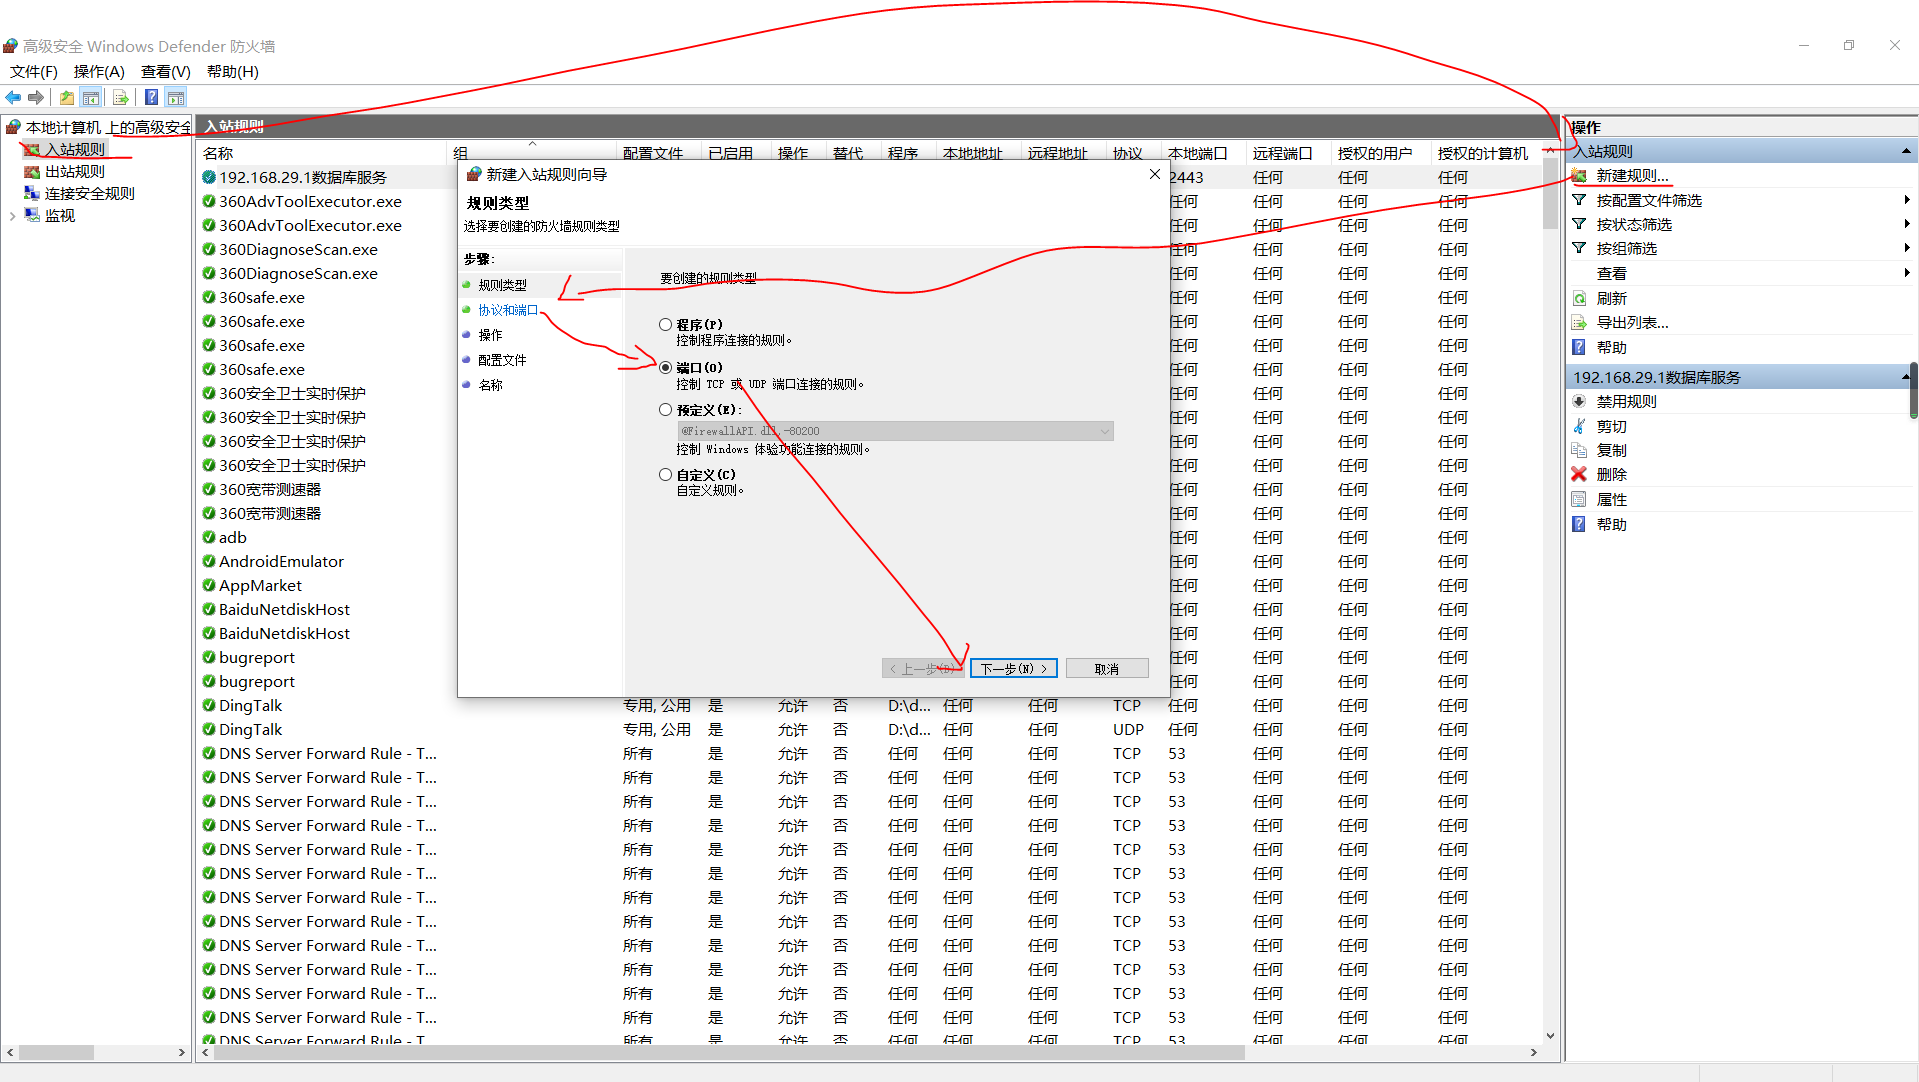 高级安全 Windows Defender 防火墙
文件(F) 操作(A) 查看(V) 帮助(H)
本地计算机 上的高级安全
入站规则
出站规则
连接安全规则
监视
入站规则
名称 组 配置文件 已启用 操作 替代 程序 本地地址 远程地址 协议 本地端口 远程端口 授权的用户 授权的计算机
192.168.29.1数据库服务 2443 任何 任何 任何
360AdvToolExecutor.exe 任何 任何 任何 任何
360AdvToolExecutor.exe 任何 任何 任何 任何
360DiagnoseScan.exe 任何 任何 任何 任何
360DiagnoseScan.exe 任何 任何 任何 任何
360safe.exe 任何 任何 任何 任何
360safe.exe 任何 任何 任何 任何
360safe.exe 任何 任何 任何 任何
360safe.exe 任何 任何 任何 任何
360安全卫士实时保护 任何 任何 任何 任何
360安全卫士实时保护 任何 任何 任何 任何
360安全卫士实时保护 任何 任何 任何 任何
360安全卫士实时保护 任何 任何 任何 任何
360宽带测速器 任何 任何 任何 任何
360宽带测速器 任何 任何 任何 任何
adb 任何 任何 任何 任何
AndroidEmulator 任何 任何 任何 任何
AppMarket 任何 任何 任何 任何
BaiduNetdiskHost 任何 任何 任何 任何
BaiduNetdiskHost 任何 任何 任何 任何
bugreport 任何 任何 任何 任何
bugreport 任何 任何 任何 任何
DingTalk 专用, 公用 是 允许 否 D:\d... 任何 任何 TCP 任何 任何 任何 任何
DingTalk 专用, 公用 是 允许 否 D:\d... 任何 任何 UDP 任何 任何 任何 任何
DNS Server Forward Rule - T... 所有 是 允许 否 任何 任何 任何 TCP 53 任何 任何 任何
DNS Server Forward Rule - T... 所有 是 允许 否 任何 任何 任何 TCP 53 任何 任何 任何
DNS Server Forward Rule - T... 所有 是 允许 否 任何 任何 任何 TCP 53 任何 任何 任何
DNS Server Forward Rule - T... 所有 是 允许 否 任何 任何 任何 TCP 53 任何 任何 任何
DNS Server Forward Rule - T... 所有 是 允许 否 任何 任何 任何 TCP 53 任何 任何 任何
DNS Server Forward Rule - T... 所有 是 允许 否 任何 任何 任何 TCP 53 任何 任何 任何
DNS Server Forward Rule - T... 所有 是 允许 否 任何 任何 任何 TCP 53 任何 任何 任何
DNS Server Forward Rule - T... 所有 是 允许 否 任何 任何 任何 TCP 53 任何 任何 任何
DNS Server Forward Rule - T... 所有 是 允许 否 任何 任何 任何 TCP 53 任何 任何 任何
DNS Server Forward Rule - T... 所有 是 允许 否 任何 任何 任何 TCP 53 任何 任何 任何
DNS Server Forward Rule - T... 所有 是 允许 否 任何 任何 任何 TCP 53 任何 任何 任何
DNS Server Forward Rule - T... 所有 是 允许 否 任何 任何 任何 TCP 53 任何 任何 任何
DNS Server Forward Rule - T... 所有 是 允许 否 任何 任何 任何 TCP 53 任何 任何 任何
新建入站规则向导
规则类型
选择要创建的防火墙规则类型
步骤:
规则类型
协议和端口
操作
配置文件
名称
要创建的规则类型
程序(P)
控制程序连接的规则。
端口(O)
控制 TCP 或 UDP 端口连接的规则。
预定义(E):
@FirewallAPI.dll,-80200
控制 Windows 体验功能连接的规则。
自定义(C)
自定义规则。
< 上一步(B) 下一步(N) > 取消
操作
入站规则
新建规则...
按配置文件筛选
按状态筛选
按组筛选
查看
刷新
导出列表...
帮助
192.168.29.1数据库服务
禁用规则
剪切
复制
删除
属性
帮助